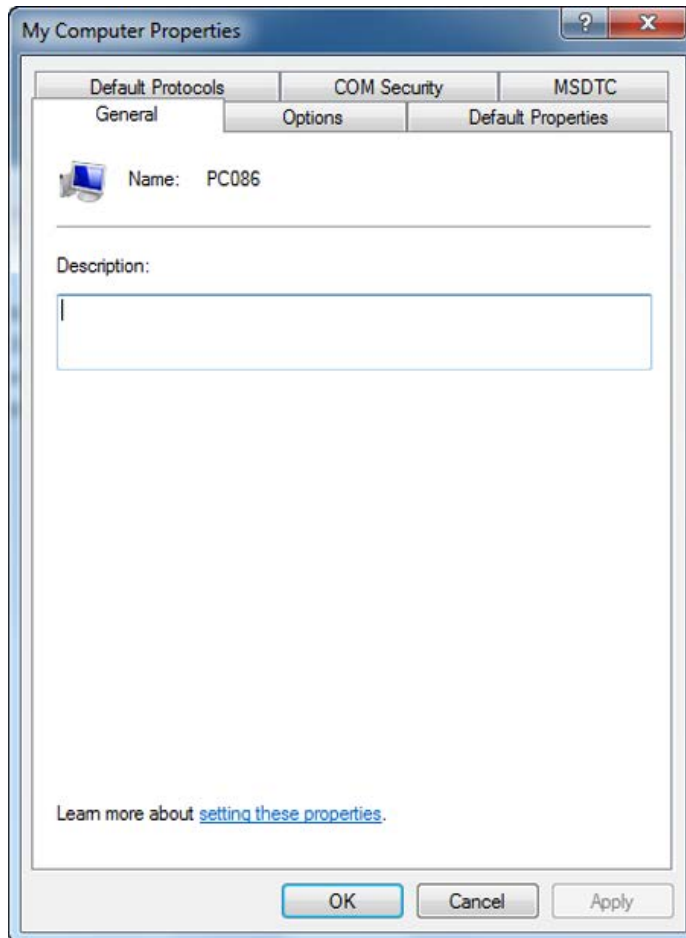 My Computer Properties ?
Default Protocols COM Security MSDTC
General Options Default Properties
Name: PC086
Description:
Learn more about setting these properties.
OK Cancel Apply